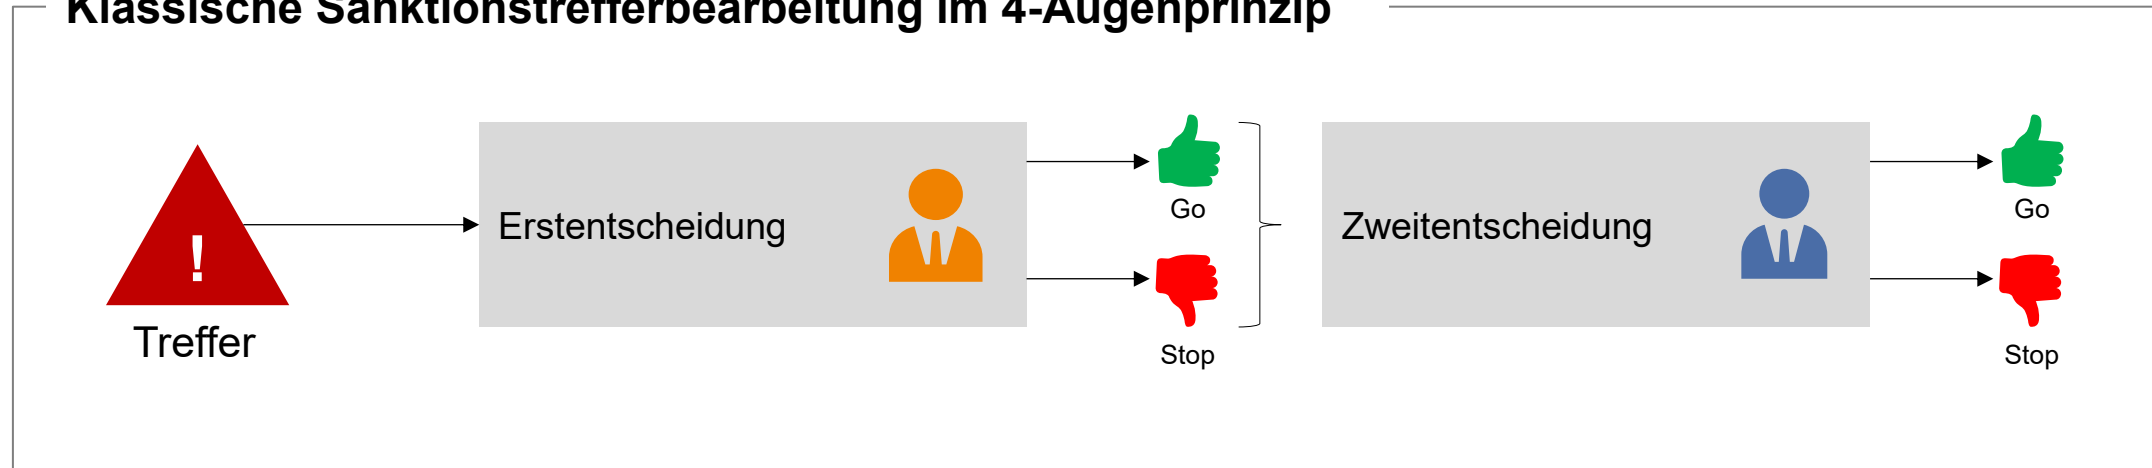 Klassische Sanktionstrefferbearbeitung im 4-Augenprinzip
!
Treffer
Erstentscheidung
Go
Stop
Zweitentscheidung
Go
Stop